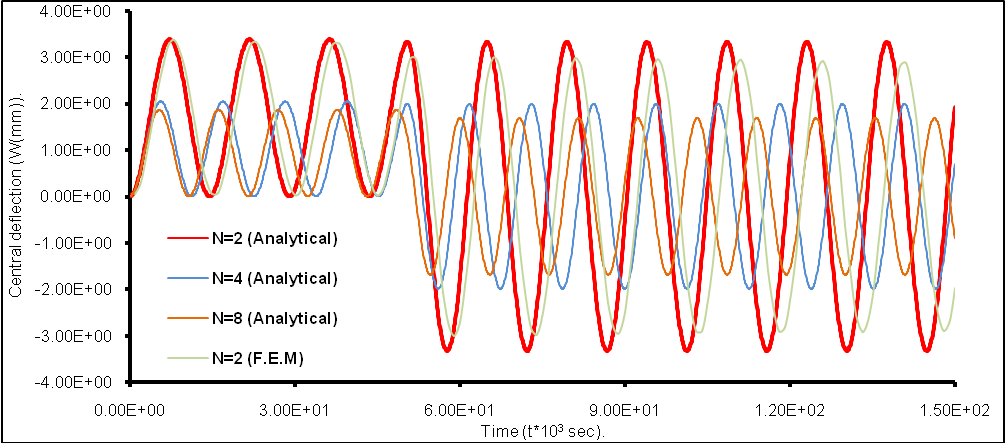 4.00E+00
3.00E+00
2.00E+00
1.00E+00
0.00E+00
-1.00E+00
-2.00E+00
-3.00E+00
-4.00E+00
Central deflection (W(mm)).
N=2 (Analytical)
N=4 (Analytical)
N=8 (Analytical)
N=2 (F.E.M)
0.00E+00 3.00E+01 6.00E+01 9.00E+01 1.20E+02 1.50E+02
Time (t*10³ sec).